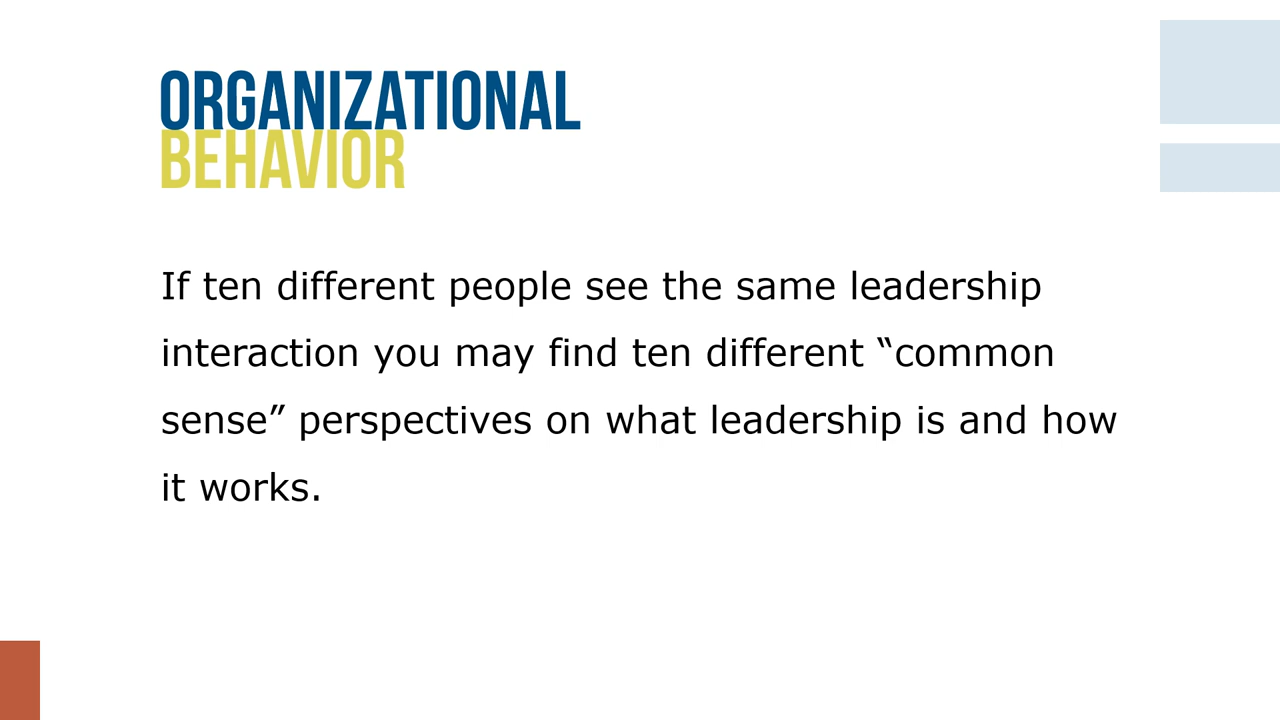 ORGANIZATIONAL
BEHAVIOR
If ten different people see the same leadership
interaction you may find ten different “common
sense” perspectives on what leadership is and how
it works.